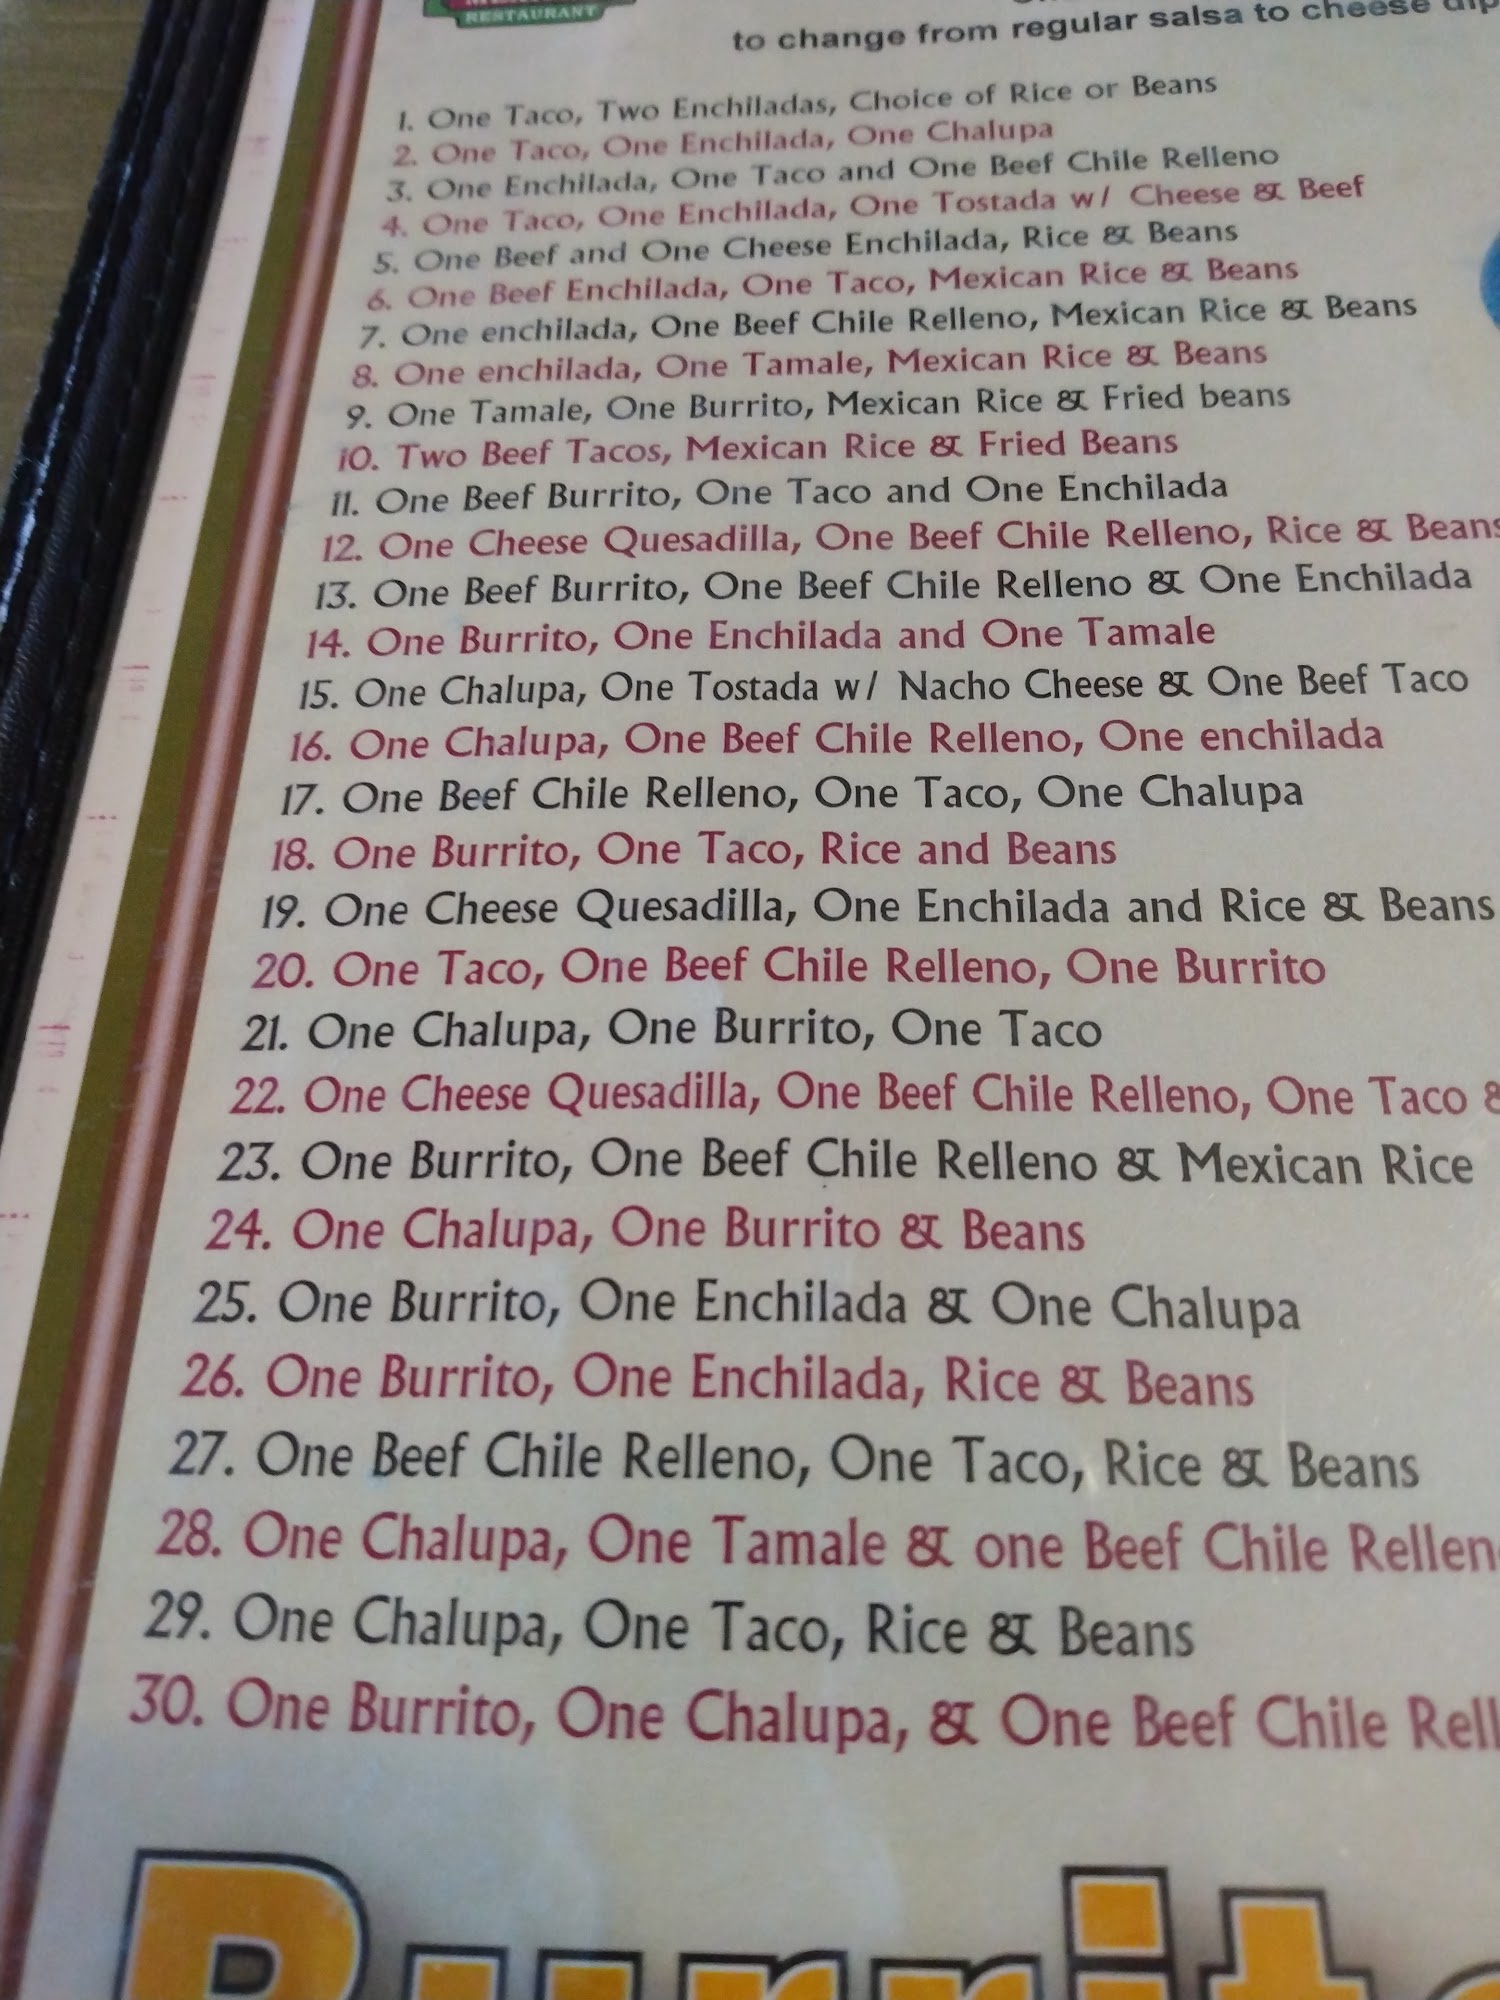 RESTAURANT
to change from regular salsa to cheese dip
1. One Taco, Two Enchiladas, Choice of Rice or Beans
2. One Taco, One Enchilada, One Chalupa
3. One Enchilada, One Taco and One Beef Chile Relleno
4. One Taco, One Enchilada, One Tostada w/ Cheese & Beef
5. One Beef and One Cheese Enchilada, Rice & Beans
6. One Beef Enchilada, One Taco, Mexican Rice & Beans
7. One enchilada, One Beef Chile Relleno, Mexican Rice & Beans
8. One enchilada, One Tamale, Mexican Rice & Beans
9. One Tamale, One Burrito, Mexican Rice & Fried beans
10. Two Beef Tacos, Mexican Rice & Fried Beans
11. One Beef Burrito, One Taco and One Enchilada
12. One Cheese Quesadilla, One Beef Chile Relleno, Rice & Beans
13. One Beef Burrito, One Beef Chile Relleno & One Enchilada
14. One Burrito, One Enchilada and One Tamale
15. One Chalupa, One Tostada w/ Nacho Cheese & One Beef Taco
16. One Chalupa, One Beef Chile Relleno, One enchilada
17. One Beef Chile Relleno, One Taco, One Chalupa
18. One Burrito, One Taco, Rice and Beans
19. One Cheese Quesadilla, One Enchilada and Rice & Beans
20. One Taco, One Beef Chile Relleno, One Burrito
21. One Chalupa, One Burrito, One Taco
22. One Cheese Quesadilla, One Beef Chile Relleno, One Taco &
23. One Burrito, One Beef Chile Relleno & Mexican Rice
24. One Chalupa, One Burrito & Beans
25. One Burrito, One Enchilada & One Chalupa
26. One Burrito, One Enchilada, Rice & Beans
27. One Beef Chile Relleno, One Taco, Rice & Beans
28. One Chalupa, One Tamale & one Beef Chile Relleno
29. One Chalupa, One Taco, Rice & Beans
30. One Burrito, One Chalupa, & One Beef Chile Rell
Burrito